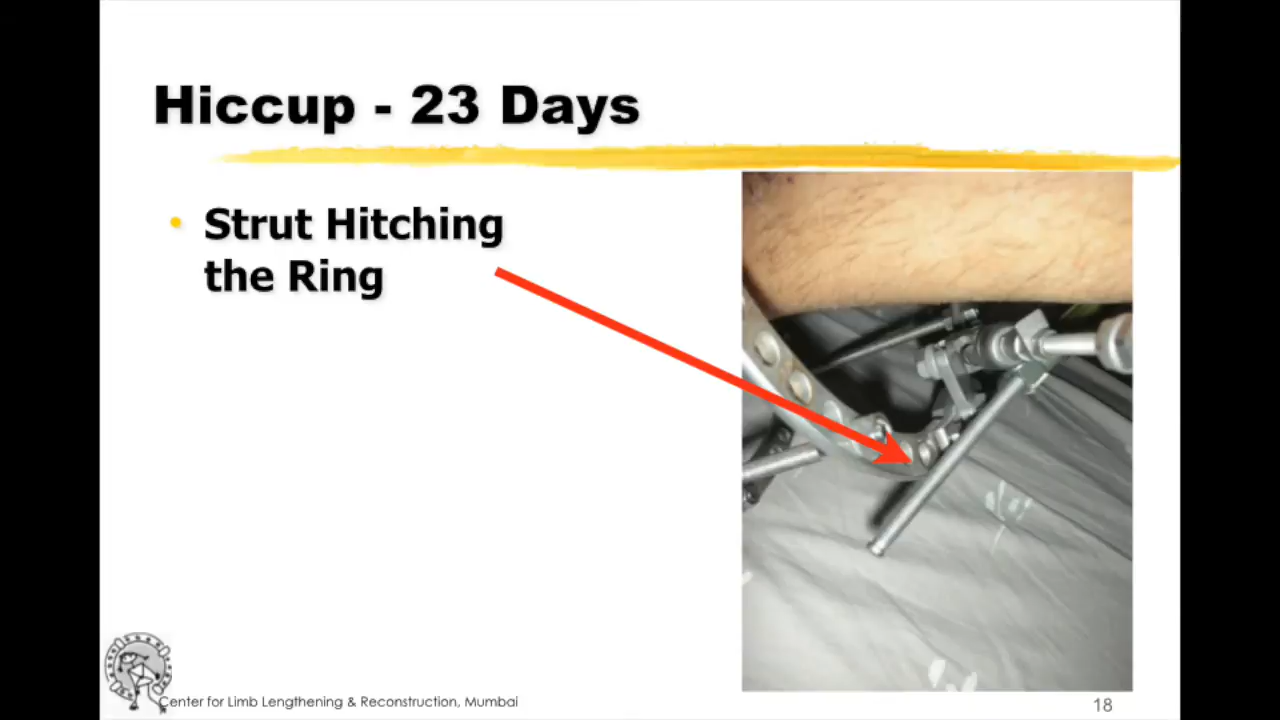 Hiccup - 23 Days
• Strut Hitching
the Ring
Center for Limb Lengthening & Reconstruction, Mumbai
18